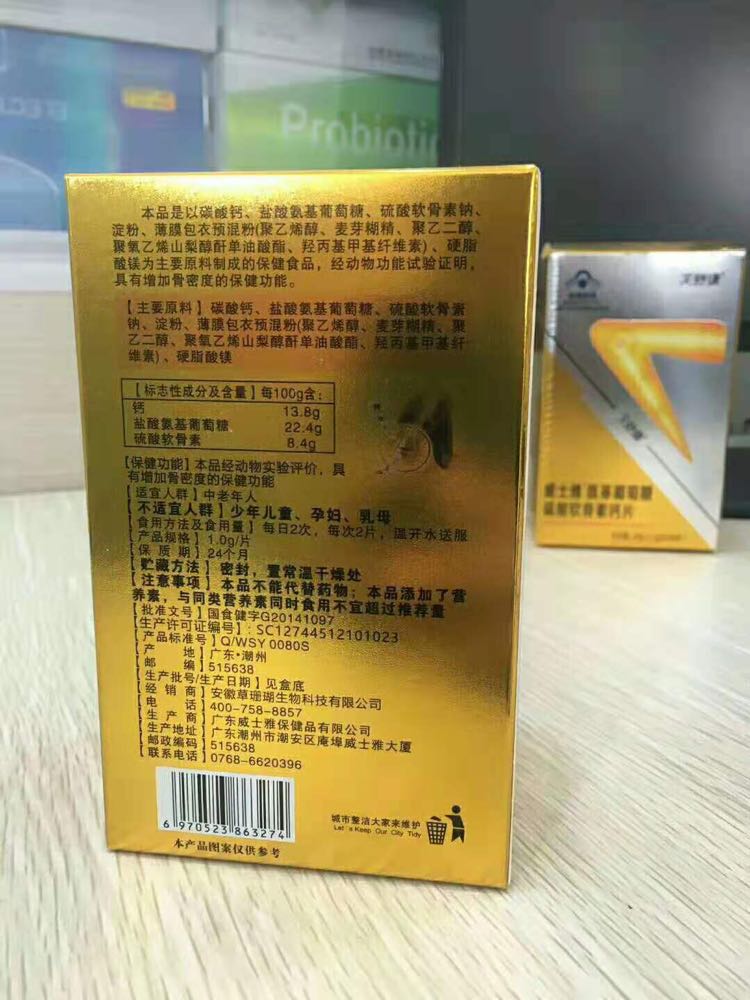 Probiotic
本品是以碳酸钙、盐酸氨基葡萄糖、硫酸软骨素钠、
淀粉、薄膜包衣预混粉(聚乙烯醇、麦芽糊精、聚乙二醇、
聚氧乙烯山梨醇酐单油酸酯、羟丙基甲基纤维素)、硬脂
酸镁为主要原料制成的保健食品，经动物功能试验证明，
具有增加骨密度的保健功能。
【主要原料】碳酸钙、盐酸氨基葡萄糖、硫酸软骨素
钠、淀粉、薄膜包衣预混粉(聚乙烯醇、麦芽糊精、聚
乙二醇、聚氧乙烯山梨醇酐单油酸酯、羟丙基甲基纤
维素)、硬脂酸镁
【标志性成分及含量】每100g含：
钙 13.8g
盐酸氨基葡萄糖 22.4g
硫酸软骨素 8.4g
【保健功能】本品经动物实验评价，具
有增加骨密度的保健功能
【适宜人群】中老年人
【不适宜人群】少年儿童、孕妇、乳母
【食用方法及食用量】每日2次，每次2片，温开水送服
【产品规格】1.0g/片
【保质期】24个月
【贮藏方法】密封，置常温干燥处
【注意事项】本品不能代替药物；本品添加了营
养素，与同类营养素同时食用不宜超过推荐量
【批准文号】国食健字G20141097
【生产许可证编号】：SC12744512101023
【产品标准号】Q/WSY 0080S
【产地】广东·潮州
【邮编】515638
【生产批号/生产日期】见盒底
【经销商】安徽草珊瑚生物科技有限公司
【电话】400-758-8857
【生产商】广东威士雅保健品有限公司
【生产地址】广东潮州市潮安区庵埠威士雅大厦
【邮政编码】515638
【联系电话】0768-6620396
6 970523 863274
本产品图案仅供参考
城市整洁大家来维护
Let's Keep Our City Tidy
威士雅 氨基葡萄糖
硫酸软骨素钙片